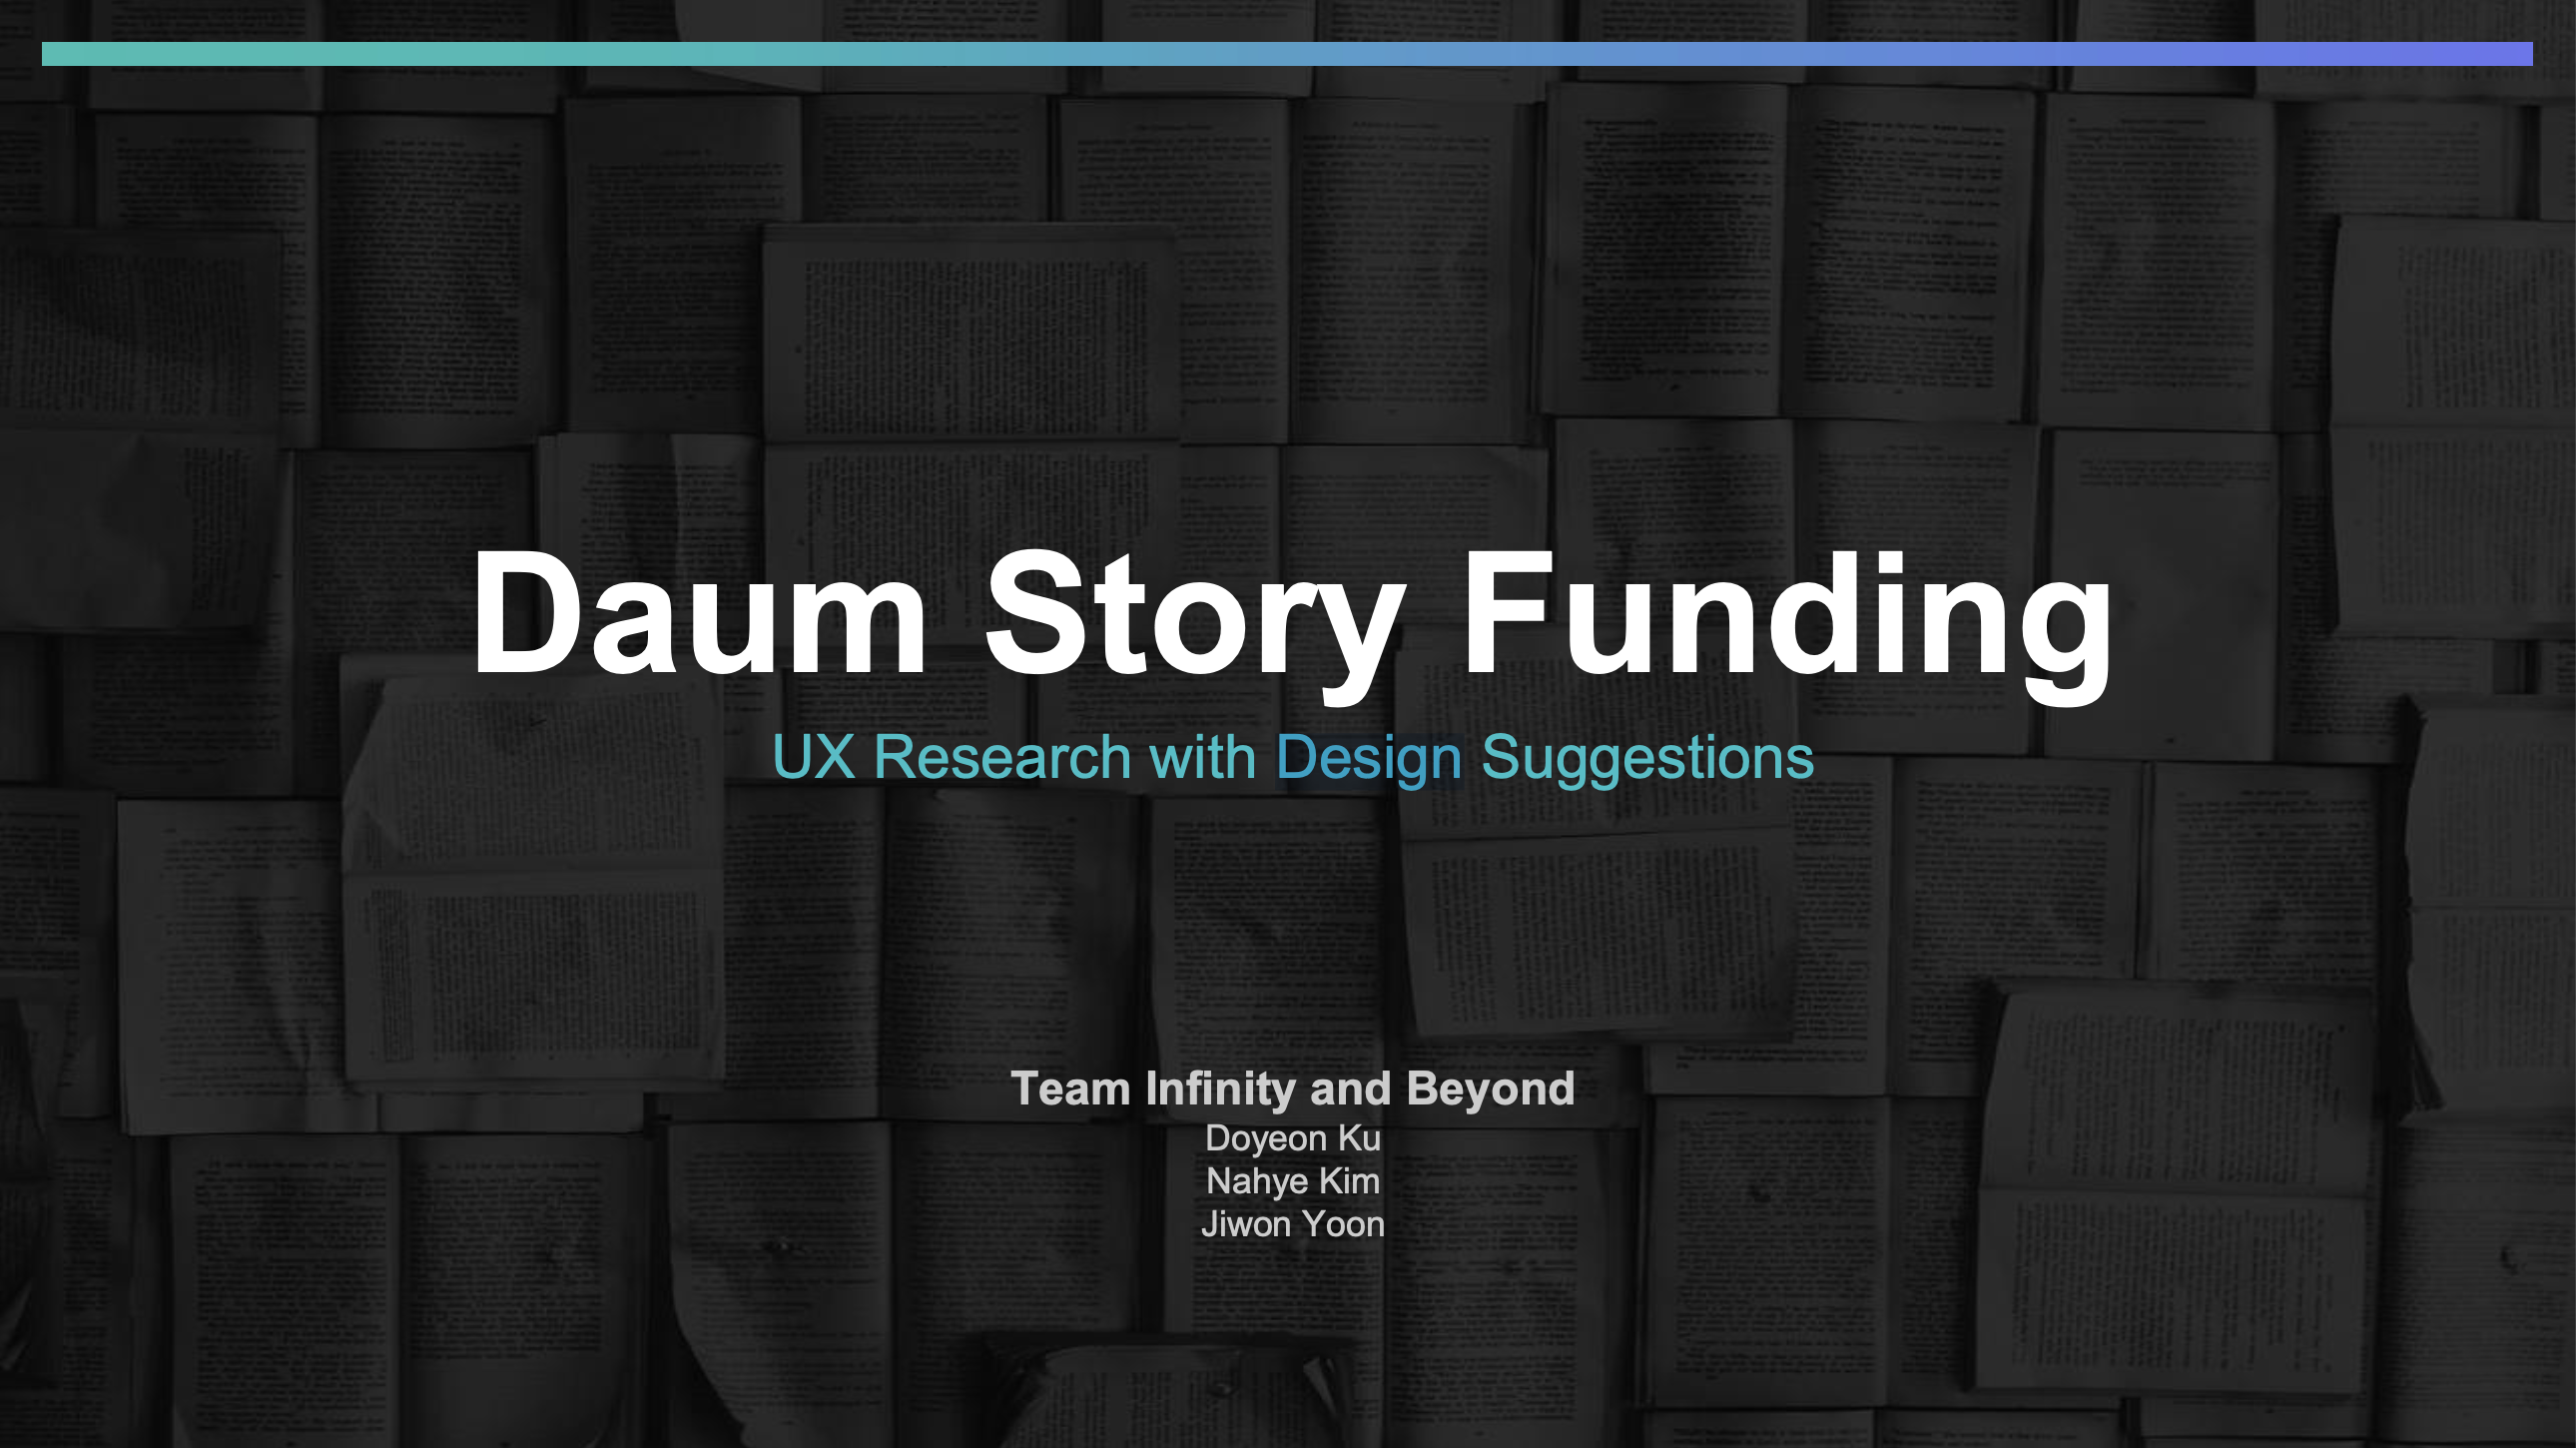 Daum Story Funding
UX Research with Design Suggestions
Team Infinity and Beyond
Doyeon Ku
Nahye Kim
Jiwon Yoon